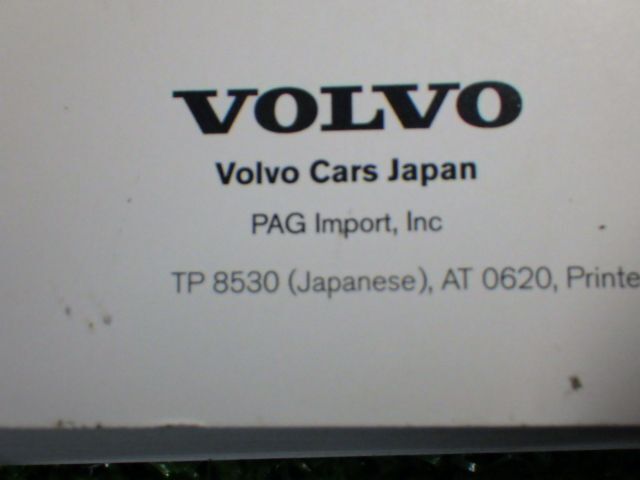 VOLVO
Volvo Cars Japan
PAG Import, Inc
TP 8530 (Japanese), AT 0620, Printe